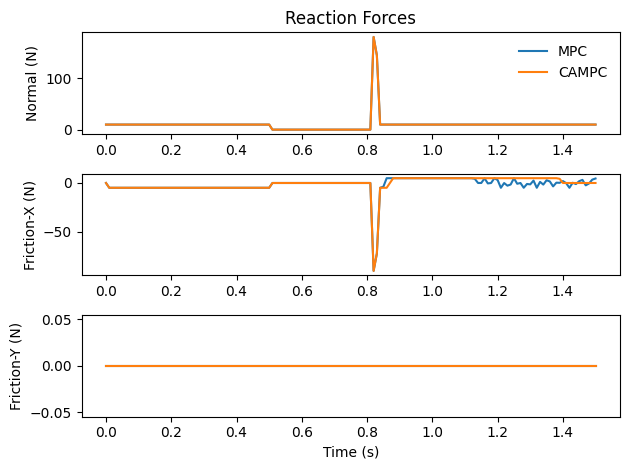 Reaction Forces
Normal (N)
100
0
MPC
CAMPC
0.0 0.2 0.4 0.6 0.8 1.0 1.2 1.4
Friction-X (N)
0
−50
0.0 0.2 0.4 0.6 0.8 1.0 1.2 1.4
Friction-Y (N)
0.05
0.00
−0.05
0.0 0.2 0.4 0.6 0.8 1.0 1.2 1.4
Time (s)